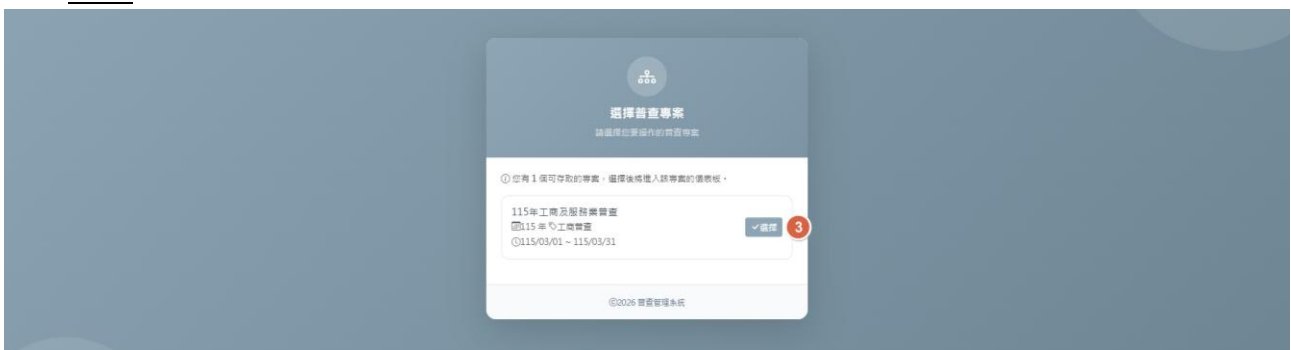 選擇普查專案
請選擇您要操作的普查專案
您有 1 個可存取的專案，選擇後將進入該專案的儀表板。
115年工商及服務業普查
115 年 工商普查
115/03/01 ~ 115/03/31
選擇
3
©2026 普查管理系統